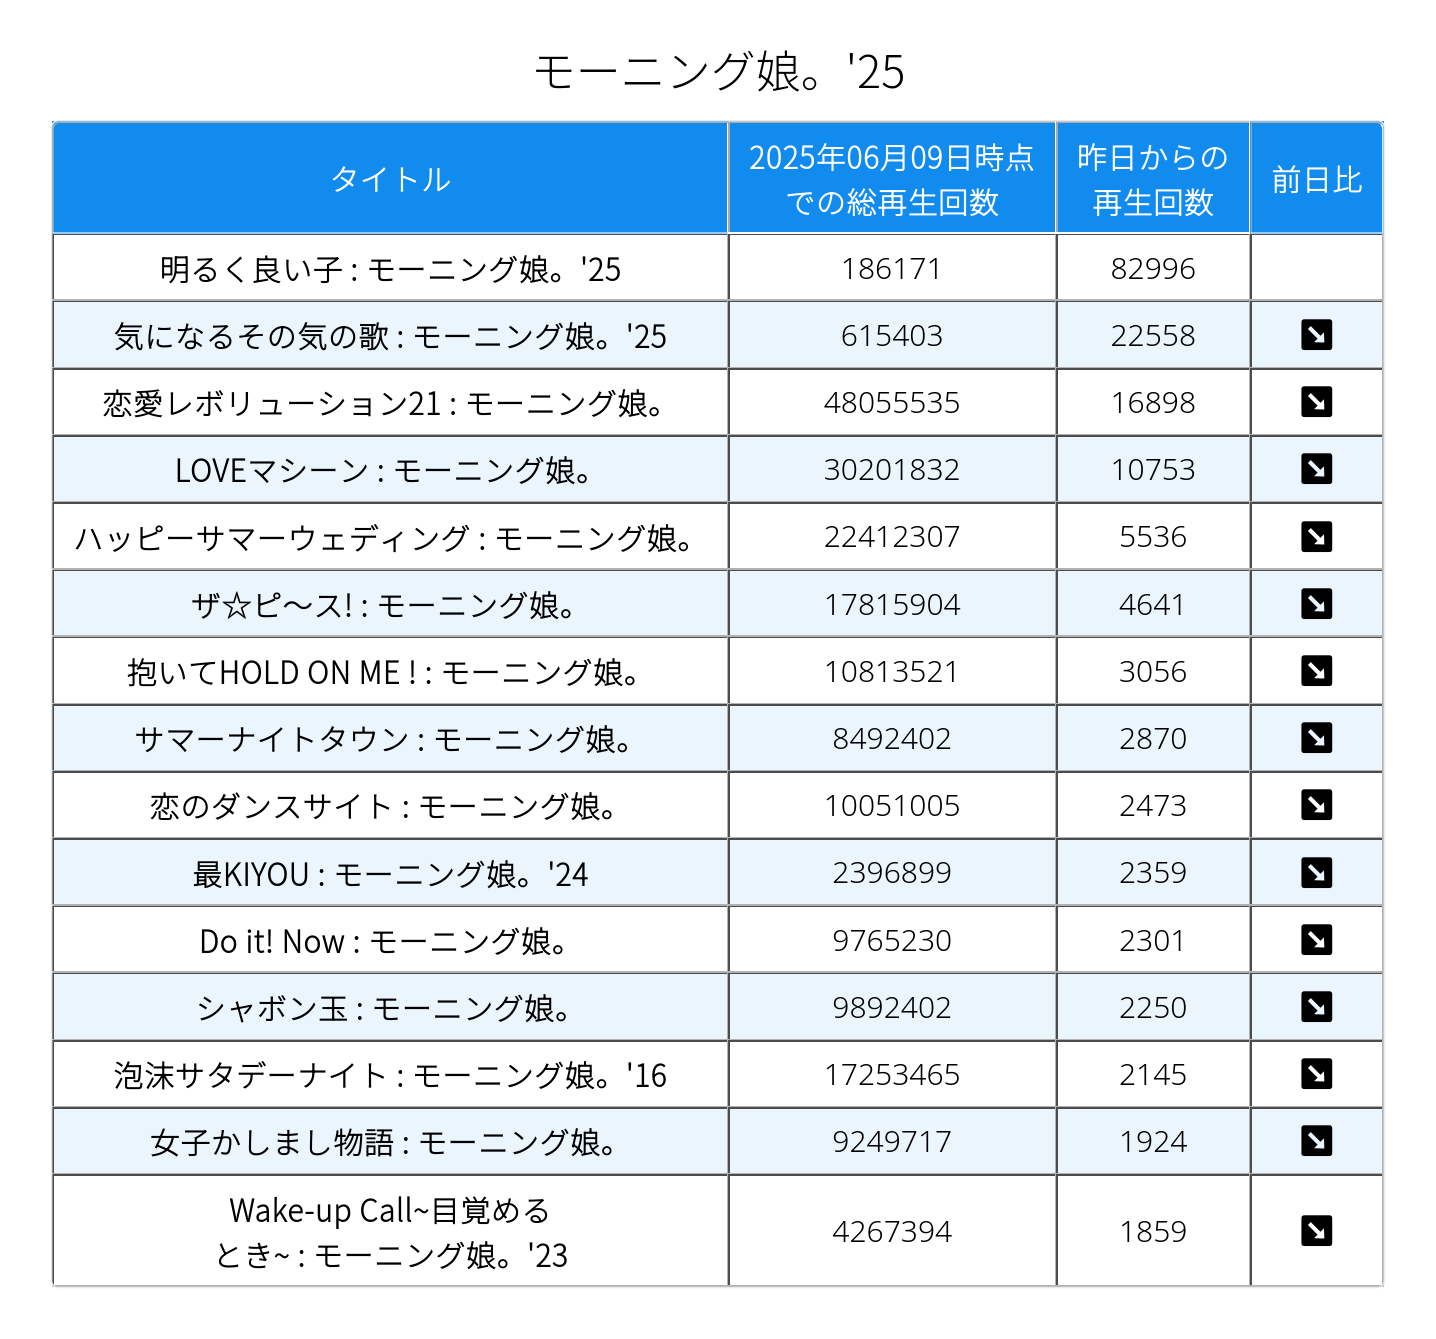 モーニング娘。'25
タイトル
2025年06月09日時点
での総再生回数
昨日からの
再生回数
前日比
明るく良い子 : モーニング娘。'25
186171
82996
気になるその気の歌 : モーニング娘。'25
615403
22558
恋愛レボリューション21 : モーニング娘。
48055535
16898
LOVEマシーン : モーニング娘。
30201832
10753
ハッピーサマーウェディング : モーニング娘。
22412307
5536
ザ☆ピ〜ス! : モーニング娘。
17815904
4641
抱いてHOLD ON ME ! : モーニング娘。
10813521
3056
サマーナイトタウン : モーニング娘。
8492402
2870
恋のダンスサイト : モーニング娘。
10051005
2473
最KIYOU : モーニング娘。'24
2396899
2359
Do it! Now : モーニング娘。
9765230
2301
シャボン玉 : モーニング娘。
9892402
2250
泡沫サタデーナイト : モーニング娘。'16
17253465
2145
女子かしまし物語 : モーニング娘。
9249717
1924
Wake-up Call~目覚める
とき~ : モーニング娘。'23
4267394
1859